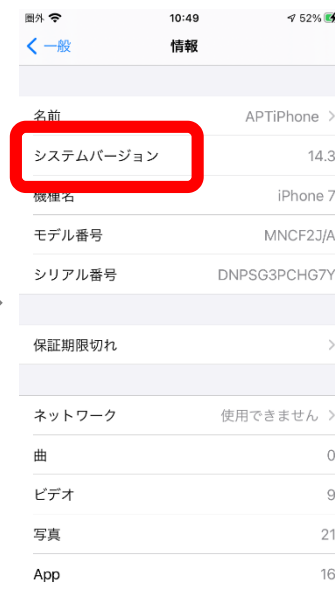 圏外 10:49 52%
一般 情報
名前 APTiPhone
システムバージョン 14.3
機種名 iPhone 7
モデル番号 MNCF2J/A
シリアル番号 DNPSG3PCHG7Y
保証期限切れ
ネットワーク 使用できません
曲 0
ビデオ 9
写真 21
App 16